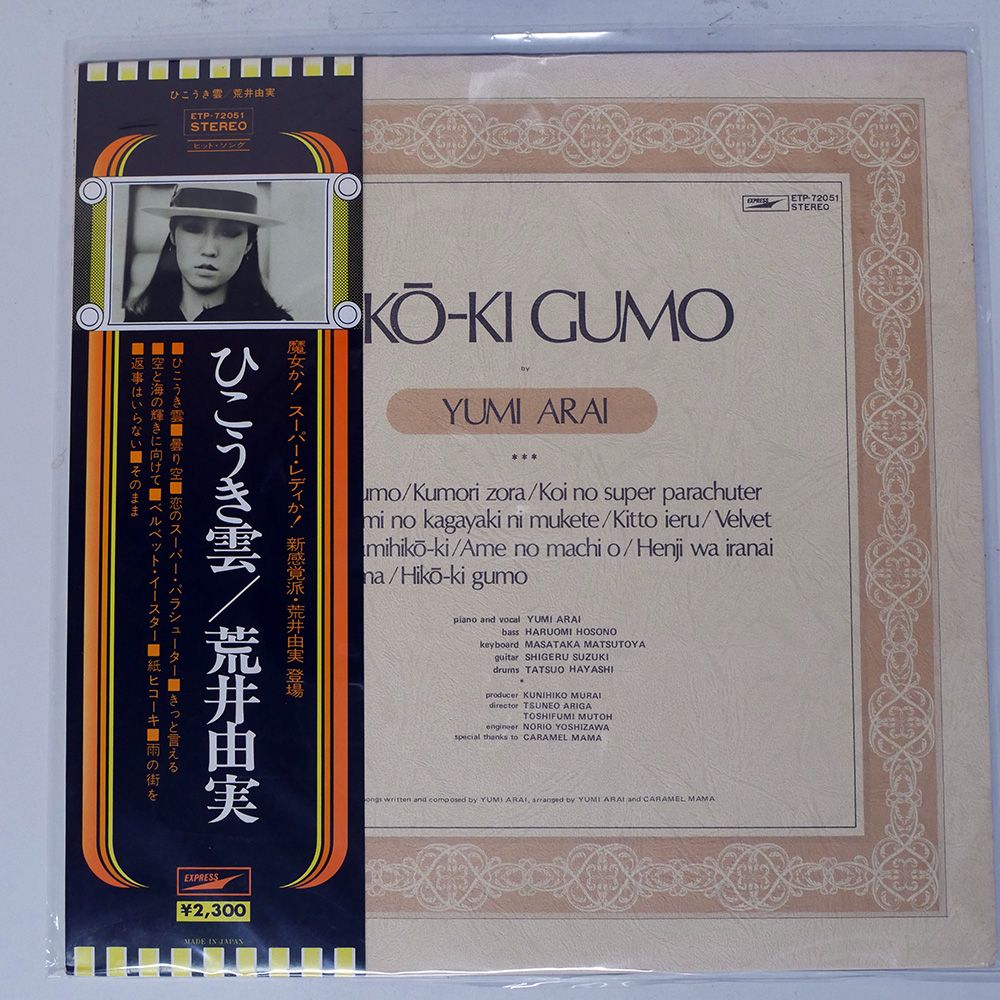 ひこうき雲／荒井由実
ETP-72051
STEREO
ヒット・ソング
魔女か！スーパー・レディか！新感覚派・荒井由実 登場
ひこうき雲／荒井由実
■ひこうき雲■曇り空■恋のスーパー・パラシューター■きっと言える
■空と海の輝きに向けて■ベルベット・イースター■紙ヒコーキ■雨の街を
■返事はいらない■そのまま
EXPRESS
¥2,300
MADE IN JAPAN
EXPRESS
ETP-72051
STEREO
KŌ-KI GUMO
by
YUMI ARAI
***
umo/Kumori zora/Koi no super parachuter
mi no kagayaki ni mukete/Kitto ieru/Velvet
amihikō-ki/Ame no machi o/Henji wa iranai
ma/Hikō-ki gumo
piano and vocal YUMI ARAI
bass HARUOMI HOSONO
keyboard MASATAKA MATSUTOYA
guitar SHIGERU SUZUKI
drums TATSUO HAYASHI
*
producer KUNIHIKO MURAI
director TSUNEO ARIGA
TOSHIFUMI MUTOH
engineer NORIO YOSHIZAWA
special thanks to CARAMEL MAMA
songs written and composed by YUMI ARAI, arranged by YUMI ARAI and CARAMEL MAMA